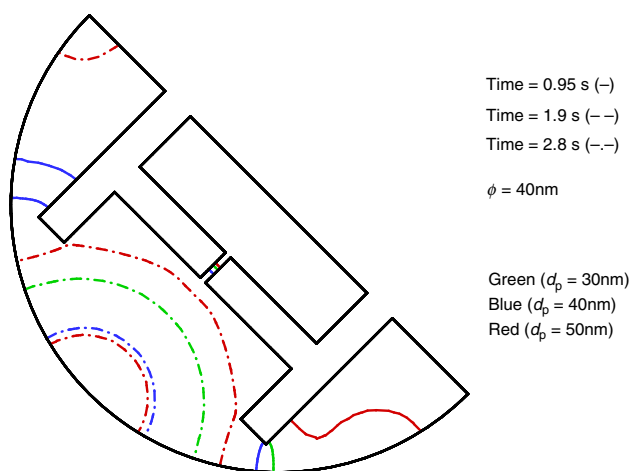 Time = 0.95 s (–)
Time = 1.9 s (– –)
Time = 2.8 s (–.–)
ϕ = 40nm
Green (dp = 30nm)
Blue (dp = 40nm)
Red (dp = 50nm)